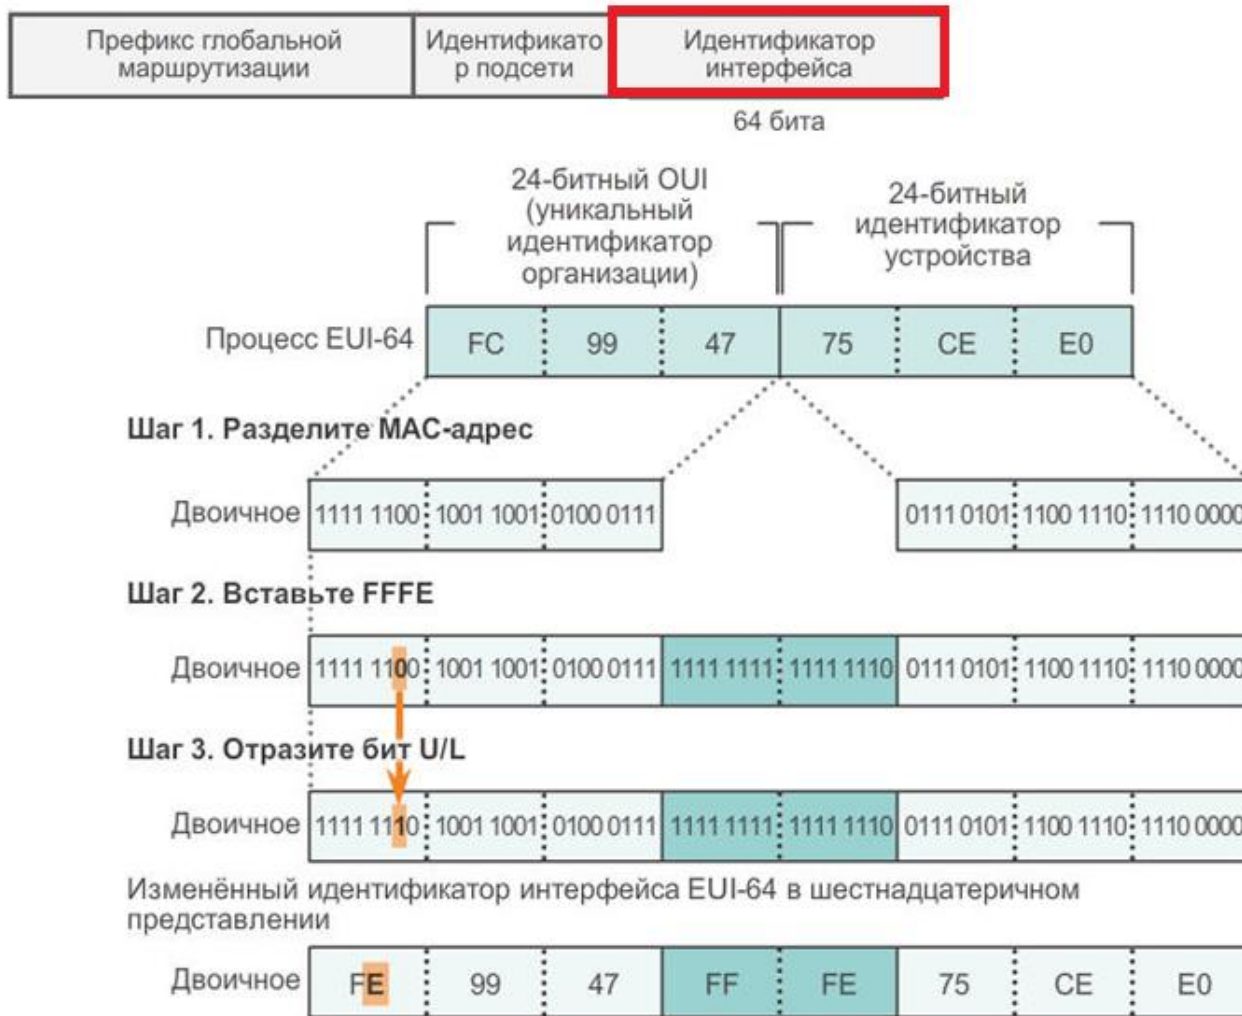 Префикс глобальной
маршрутизации
Идентификато
р подсети
Идентификатор
интерфейса
64 бита
24-битный OUI
(уникальный
идентификатор
организации)
24-битный
идентификатор
устройства
Процесс EUI-64 FC 99 47 75 CE E0
Шаг 1. Разделите MAC-адрес
Двоичное 1111 1100 1001 1001 0100 0111 0111 0101 1100 1110 1110 0000
Шаг 2. Вставьте FFFE
Двоичное 1111 1100 1001 1001 0100 0111 1111 1111 1111 1110 0111 0101 1100 1110 1110 0000
Шаг 3. Отразите бит U/L
Двоичное 1111 1110 1001 1001 0100 0111 1111 1111 1111 1110 0111 0101 1100 1110 1110 0000
Изменённый идентификатор интерфейса EUI-64 в шестнадцатеричном
представлении
Двоичное FE 99 47 FF FE 75 CE E0